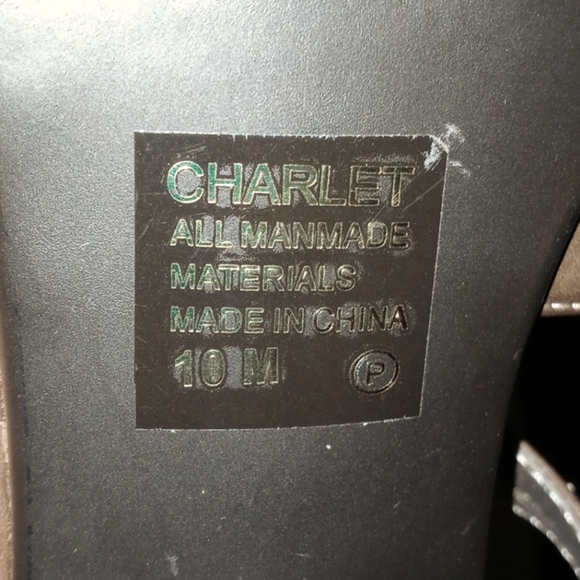 CHARLET
ALL MANMADE
MATERIALS
MADE IN CHINA
10 M P